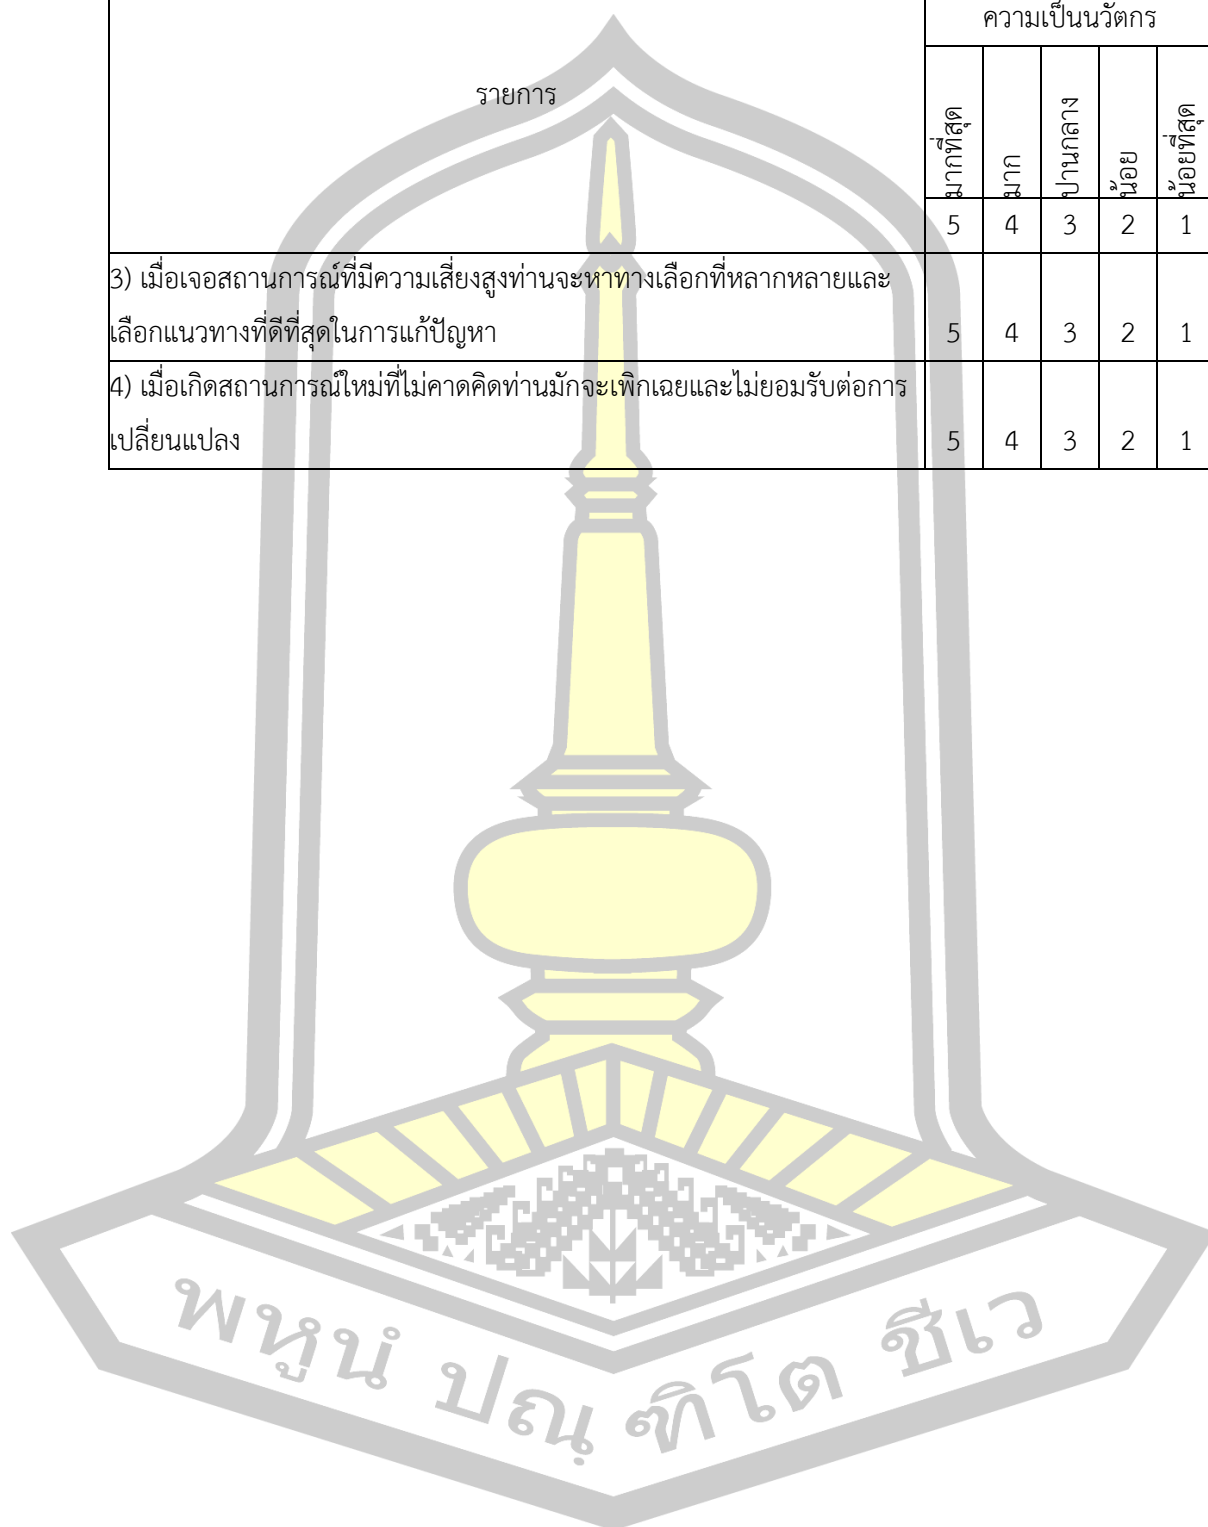 ความเป็นนวัตกร
รายการ
มากที่สุด
มาก
ปานกลาง
น้อย
น้อยที่สุด
5 4 3 2 1
3) เมื่อเจอสถานการณ์ที่มีความเสี่ยงสูงท่านจะหาทางเลือกที่หลากหลายและ
เลือกแนวทางที่ดีที่สุดในการแก้ปัญหา 5 4 3 2 1
4) เมื่อเกิดสถานการณ์ใหม่ที่ไม่คาดคิดท่านมักจะเพิกเฉยและไม่ยอมรับต่อการ
เปลี่ยนแปลง 5 4 3 2 1
พหูนํ ปณฺฑิโต ชีเว